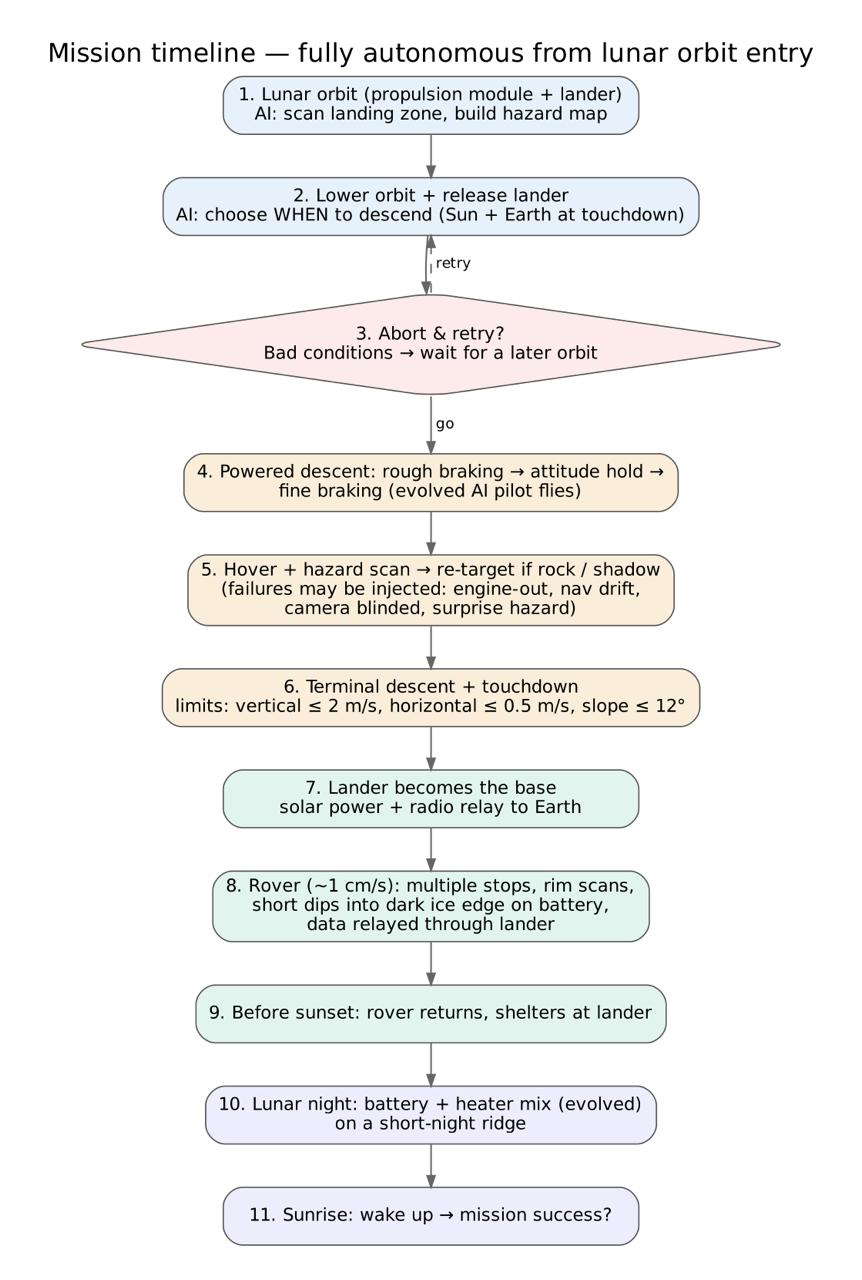 Mission timeline — fully autonomous from lunar orbit entry
1. Lunar orbit (propulsion module + lander)
AI: scan landing zone, build hazard map
2. Lower orbit + release lander
AI: choose WHEN to descend (Sun + Earth at touchdown)
retry
3. Abort & retry?
Bad conditions → wait for a later orbit
go
4. Powered descent: rough braking → attitude hold →
fine braking (evolved AI pilot flies)
5. Hover + hazard scan → re-target if rock / shadow
(failures may be injected: engine-out, nav drift,
camera blinded, surprise hazard)
6. Terminal descent + touchdown
limits: vertical ≤ 2 m/s, horizontal ≤ 0.5 m/s, slope ≤ 12°
7. Lander becomes the base
solar power + radio relay to Earth
8. Rover (~1 cm/s): multiple stops, rim scans,
short dips into dark ice edge on battery,
data relayed through lander
9. Before sunset: rover returns, shelters at lander
10. Lunar night: battery + heater mix (evolved)
on a short-night ridge
11. Sunrise: wake up → mission success?